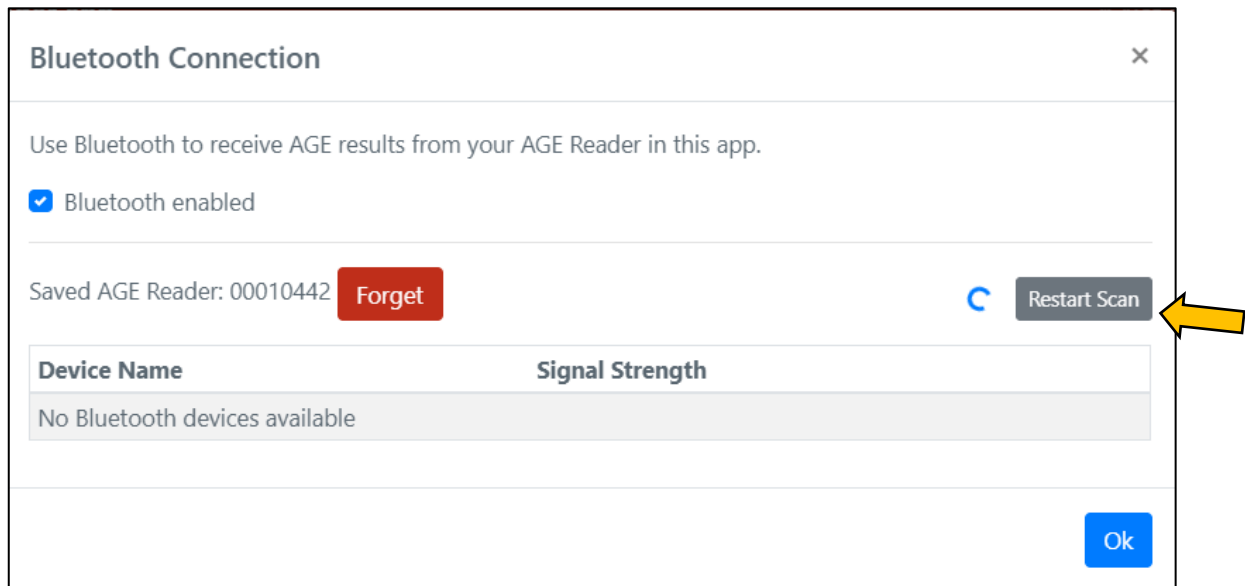 Bluetooth Connection ×
Use Bluetooth to receive AGE results from your AGE Reader in this app.
Bluetooth enabled
Saved AGE Reader: 00010442 Forget Restart Scan
Device Name Signal Strength
No Bluetooth devices available
Ok